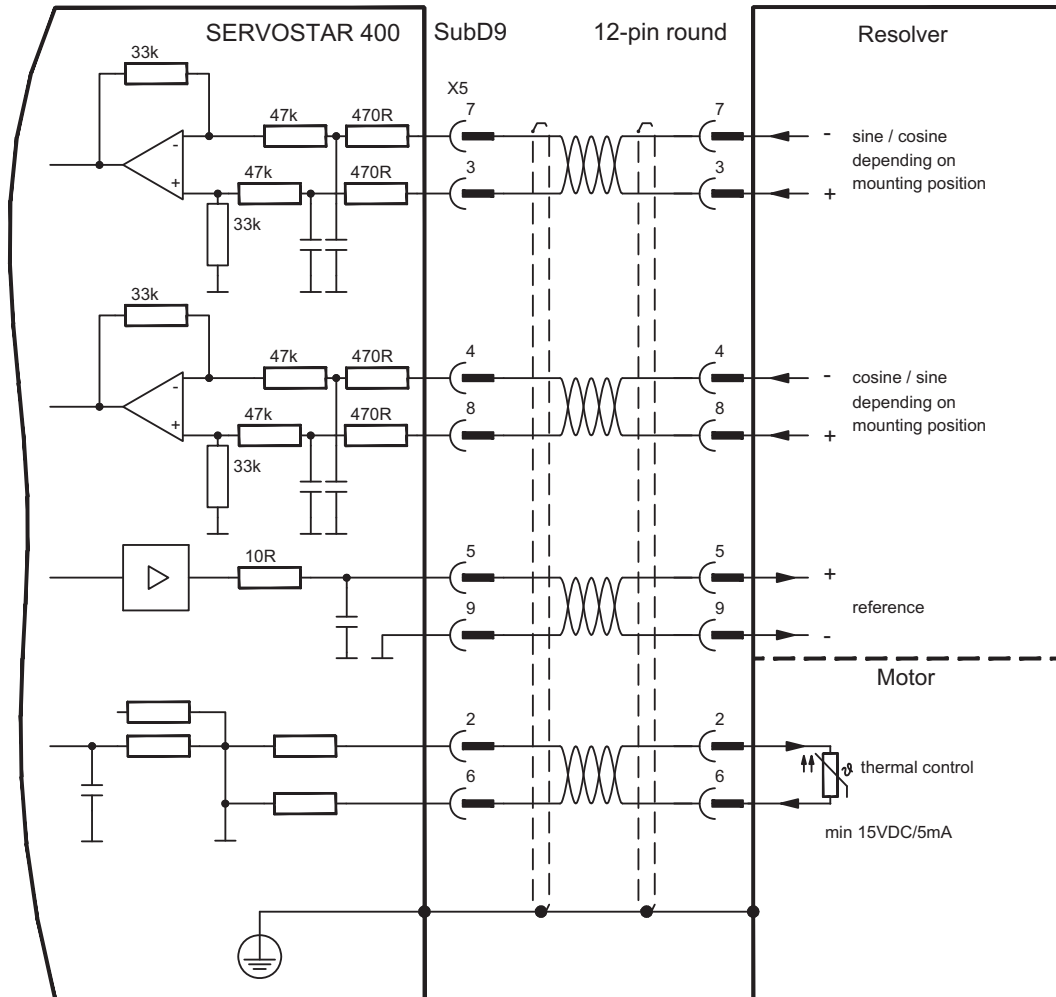 SERVOSTAR 400
SubD9
12-pin round
Resolver
33k
X5
47k
470R
7
7
-
-
sine / cosine
depending on
mounting position
+
47k
470R
3
3
+
33k
33k
47k
470R
4
4
-
-
cosine / sine
depending on
mounting position
+
47k
470R
8
8
+
33k
10R
5
5
+
reference
9
9
-
Motor
2
2
ϑ thermal control
6
6
min 15VDC/5mA